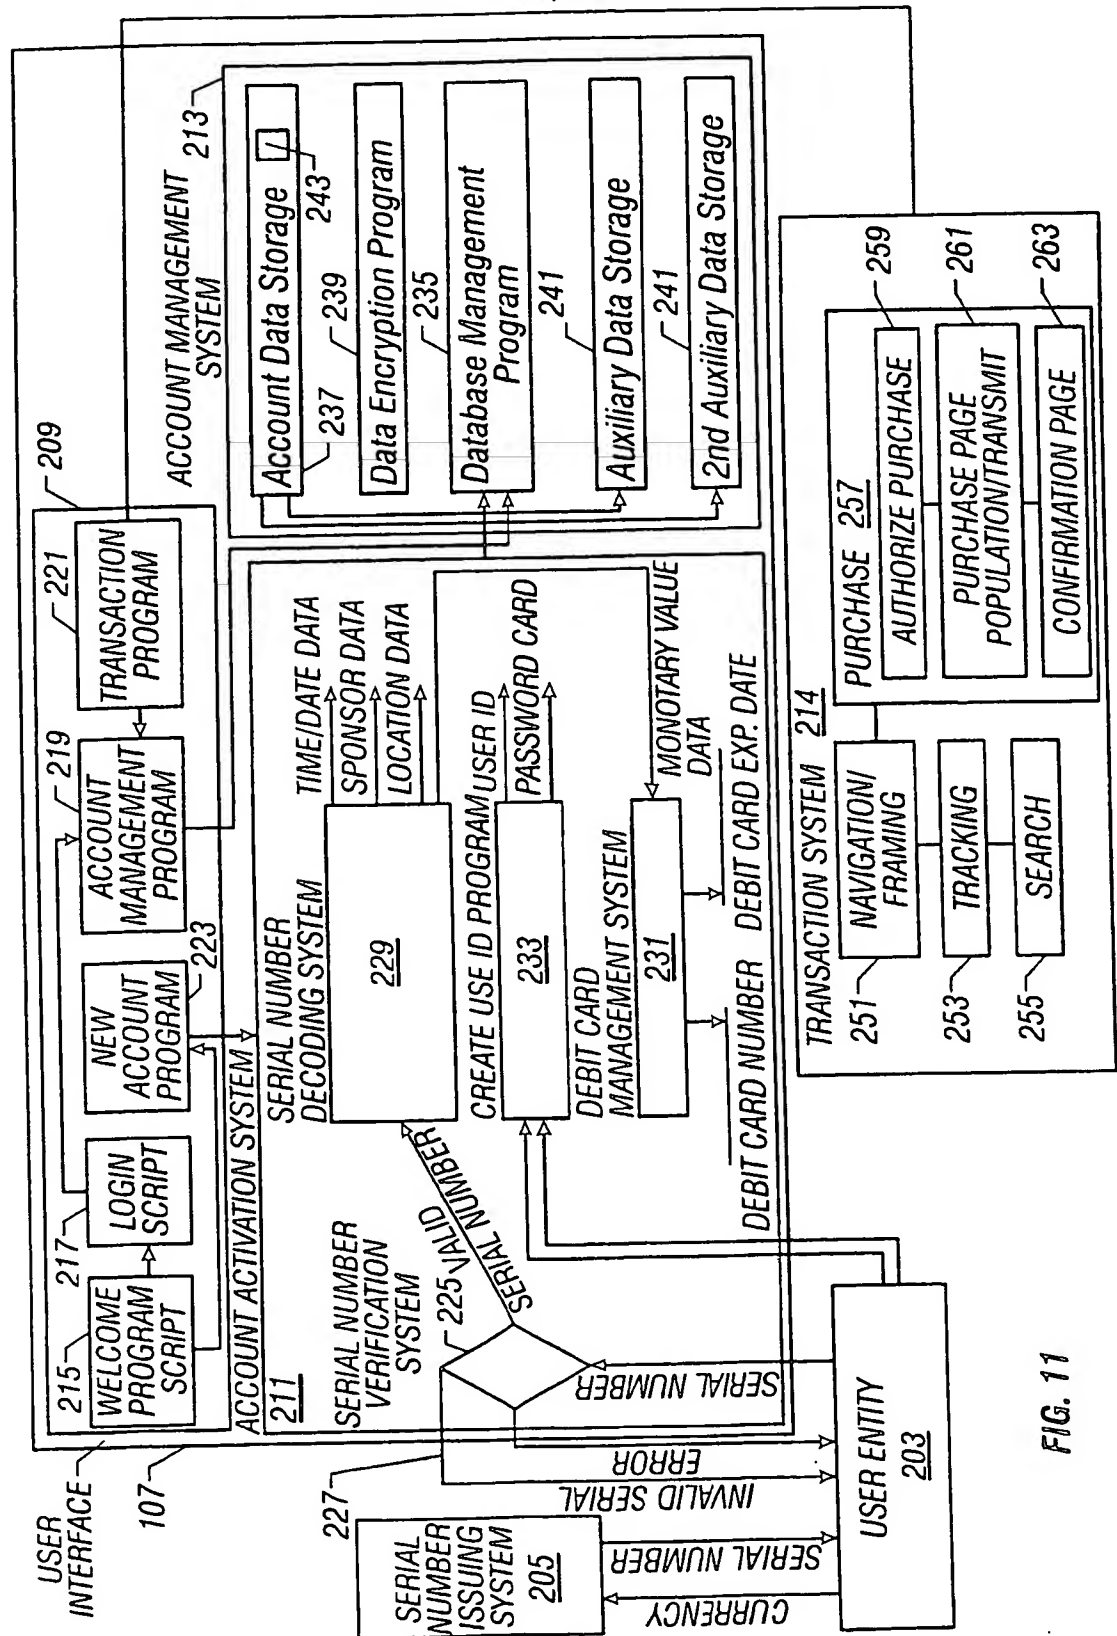 USER
INTERFACE
107
209
215
WELCOME
PROGRAM
SCRIPT
217
LOGIN
SCRIPT
NEW
ACCOUNT
PROGRAM
223
219
ACCOUNT
MANAGEMENT
PROGRAM
221
TRANSACTION
PROGRAM
ACCOUNT MANAGEMENT
SYSTEM
213
Account Data Storage
243
237
Data Encryption Program
239
Database Management
Program
235
Auxiliary Data Storage
241
2nd Auxiliary Data Storage
241
ACCOUNT ACTIVATION SYSTEM
211
SERIAL NUMBER
VERIFICATION
SYSTEM
225
VALID
SERIAL NUMBER
SERIAL NUMBER
DECODING SYSTEM
229
TIME/DATE DATA
SPONSOR DATA
LOCATION DATA
CREATE USE ID PROGRAM
233
USER ID
PASSWORD CARD
DEBIT CARD
MANAGEMENT SYSTEM
231
MONOTARY VALUE
DATA
DEBIT CARD NUMBER
DEBIT CARD EXP. DATE
227
SERIAL NUMBER
ERROR
INVALID SERIAL
SERIAL
NUMBER
ISSUING
SYSTEM
205
SERIAL NUMBER
CURRENCY
USER ENTITY
203
TRANSACTION SYSTEM 214
NAVIGATION/
FRAMING
251
TRACKING
253
SEARCH
255
PURCHASE 257
AUTHORIZE PURCHASE
259
PURCHASE PAGE
POPULATION/TRANSMIT
261
CONFIRMATION PAGE
263
FIG. 11